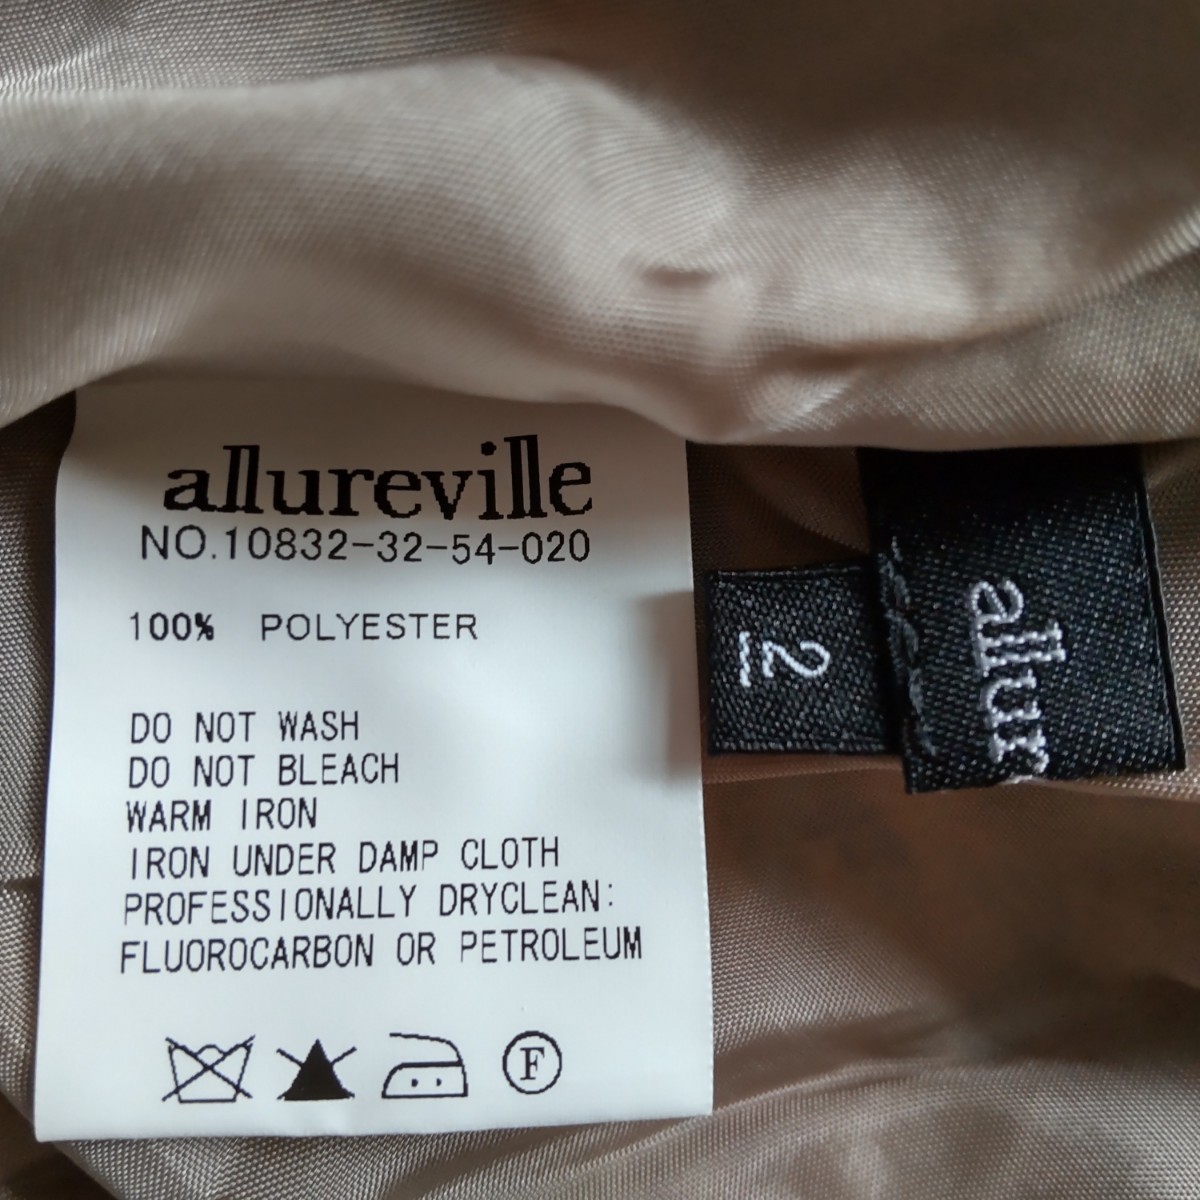 allureville
NO.10832-32-54-020
100% POLYESTER
DO NOT WASH
DO NOT BLEACH
WARM IRON
IRON UNDER DAMP CLOTH
PROFESSIONALLY DRYCLEAN:
FLUOROCARBON OR PETROLEUM
F
2
allur